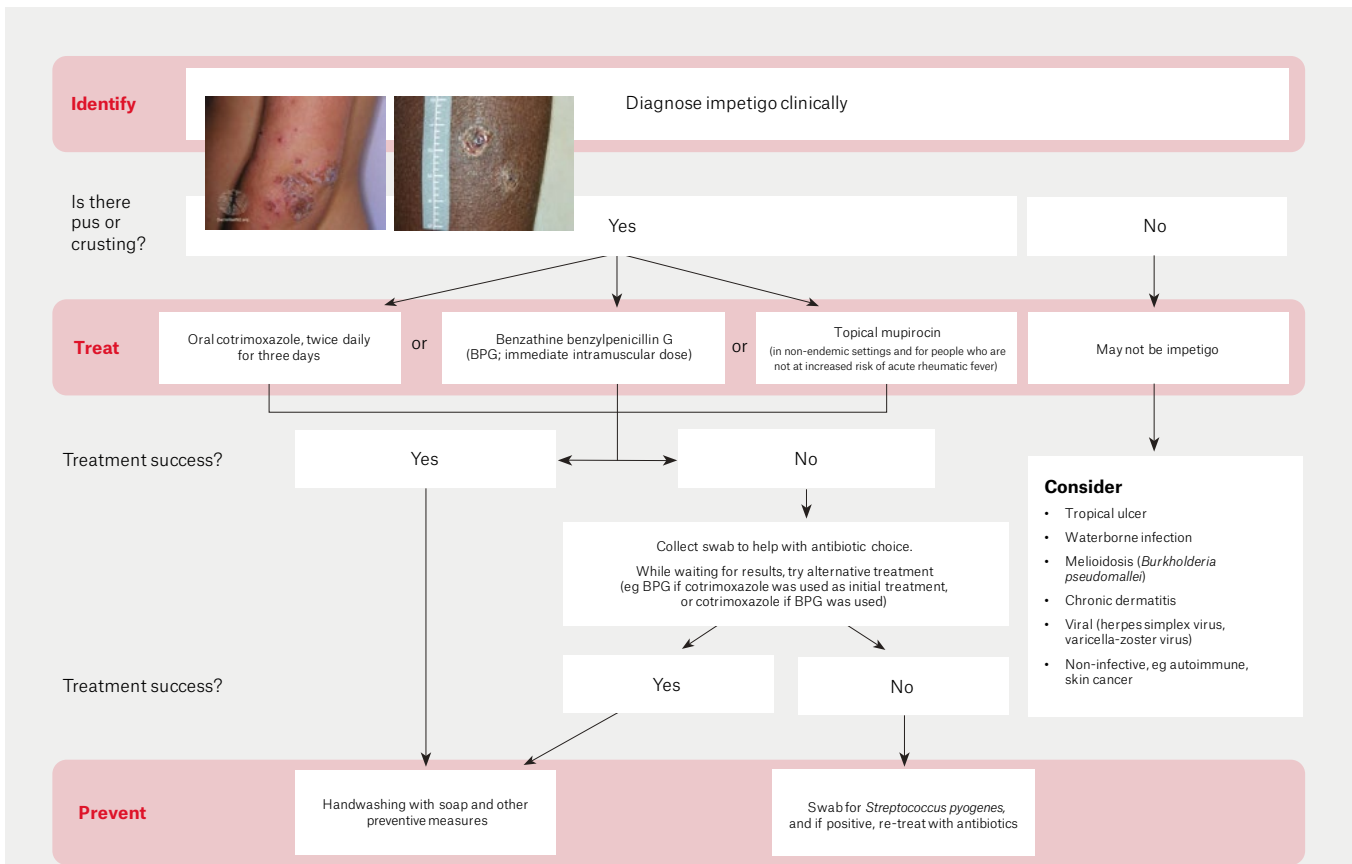 Identify
Diagnose impetigo clinically
Is there
pus or
crusting?
Yes
No
Treat
Oral cotrimoxazole, twice daily
for three days
or
Benzathine benzylpenicillin G
(BPG; immediate intramuscular dose)
or
Topical mupirocin
(in non-endemic settings and for people who are
not at increased risk of acute rheumatic fever)
May not be impetigo
Treatment success?
Yes
No
Collect swab to help with antibiotic choice.
While waiting for results, try alternative treatment
(eg BPG if cotrimoxazole was used as initial treatment,
or cotrimoxazole if BPG was used)
Consider
• Tropical ulcer
• Waterborne infection
• Melioidosis (Burkholderia
pseudomallei)
• Chronic dermatitis
• Viral (herpes simplex virus,
varicella-zoster virus)
• Non-infective, eg autoimmune,
skin cancer
Treatment success?
Yes
No
Prevent
Handwashing with soap and other
preventive measures
Swab for Streptococcus pyogenes,
and if positive, re-treat with antibiotics